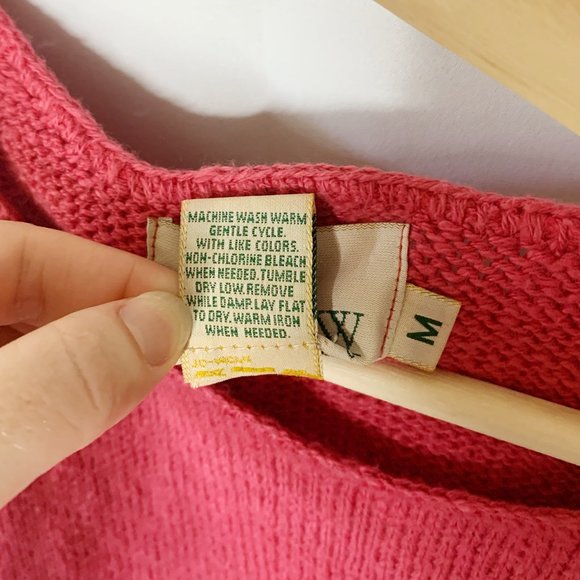 MACHINE WASH WARM
GENTLE CYCLE.
WITH LIKE COLORS.
NON-CHLORINE BLEACH
WHEN NEEDED.TUMBLE
DRY LOW.REMOVE
WHILE DAMP.LAY FLAT
TO DRY.WARM IRON
WHEN NEEDED.
W
M